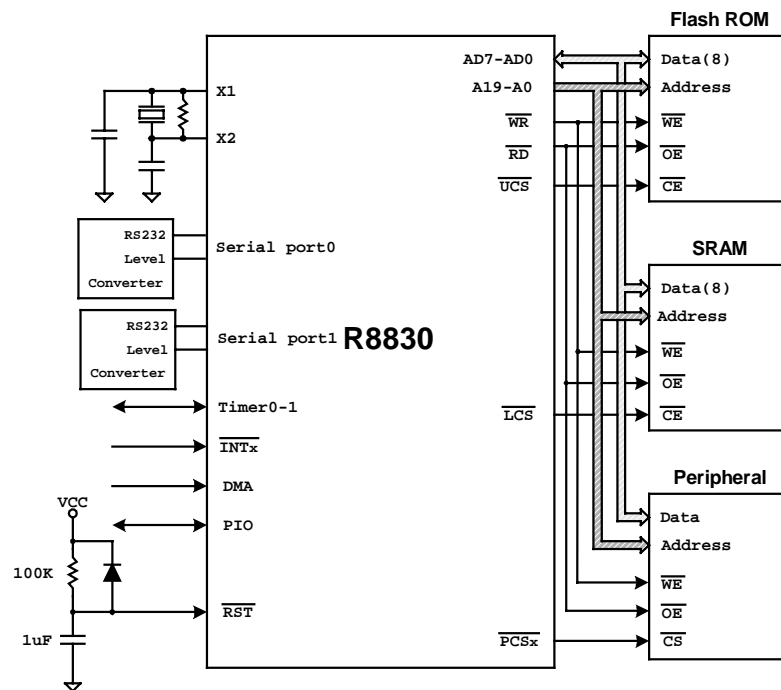 Flash ROM
AD7-AD0
Data(8)
A19-A0
Address
X1
WR
WE
X2
RD
OE
UCS
CE
RS232
Level
Converter
Serial port0
SRAM
Data(8)
Address
RS232
Level
Converter
Serial port1
R8830
WE
OE
Timer0-1
LCS
CE
INTx
DMA
Peripheral
VCC
PIO
Data
Address
100K
WE
RST
OE
1uF
PCSx
CS